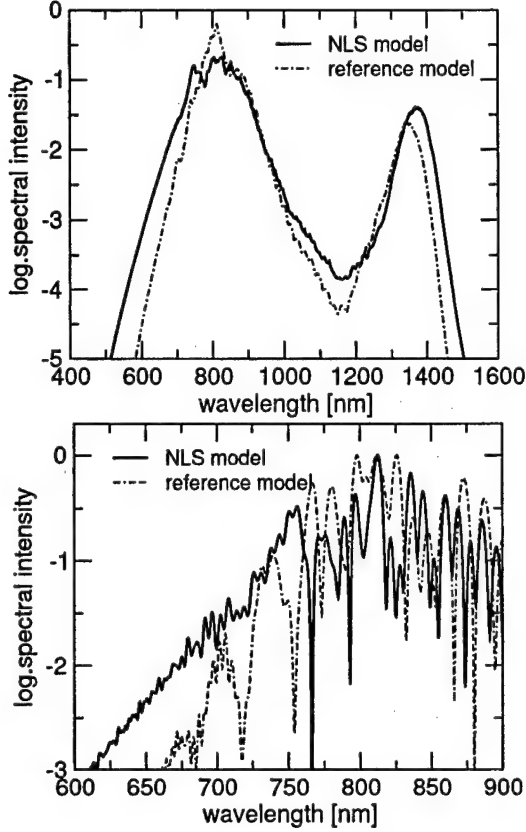 0
-1
-2
-3
-4
-5
log.spectral intensity
NLS model
reference model
400 600 800 1000 1200 1400 1600
wavelength [nm]
0
-1
-2
-3
log.spectral intensity
NLS model
reference model
600 650 700 750 800 850 900
wavelength [nm]